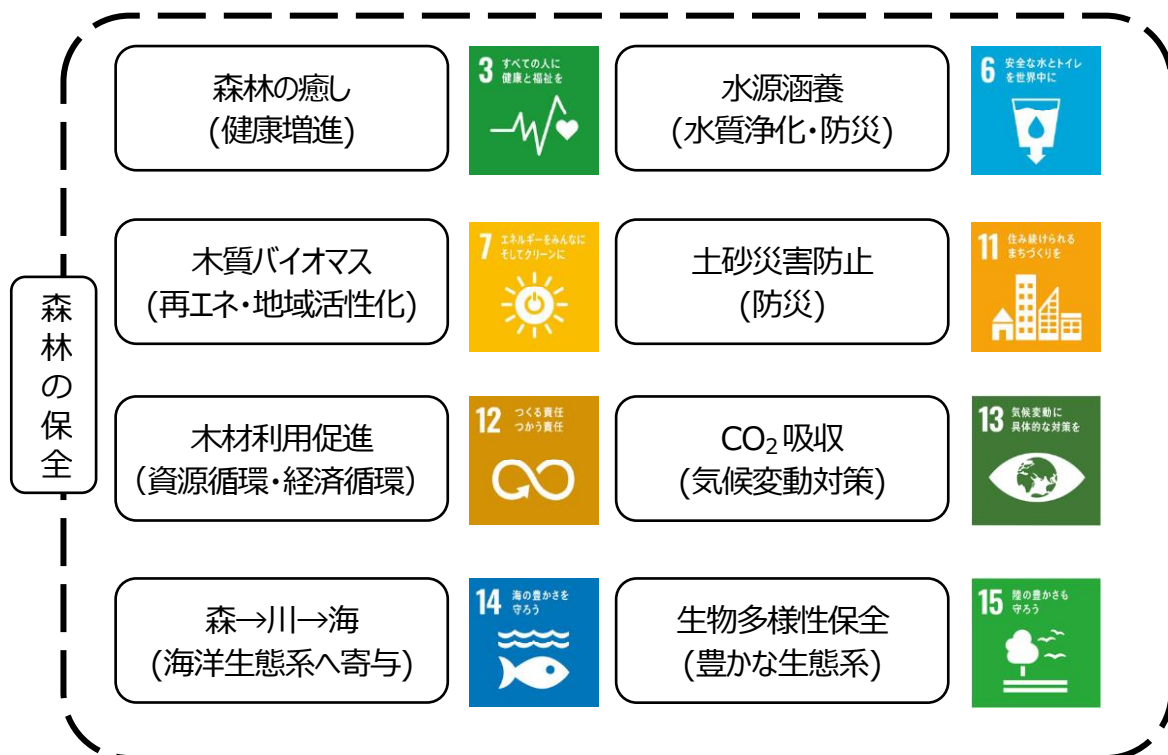 森林の保全
森林の癒し
(健康増進)
3 すべての人に
健康と福祉を
水源涵養
(水質浄化・防災)
6 安全な水とトイレ
を世界中に
木質バイオマス
(再エネ・地域活性化)
7 エネルギーをみんなに
そしてクリーンに
土砂災害防止
(防災)
11 住み続けられる
まちづくりを
木材利用促進
(資源循環・経済循環)
12 つくる責任
つかう責任
CO₂吸収
(気候変動対策)
13 気候変動に
具体的な対策を
森→川→海
(海洋生態系へ寄与)
14 海の豊かさを
守ろう
生物多様性保全
(豊かな生態系)
15 陸の豊かさも
守ろう